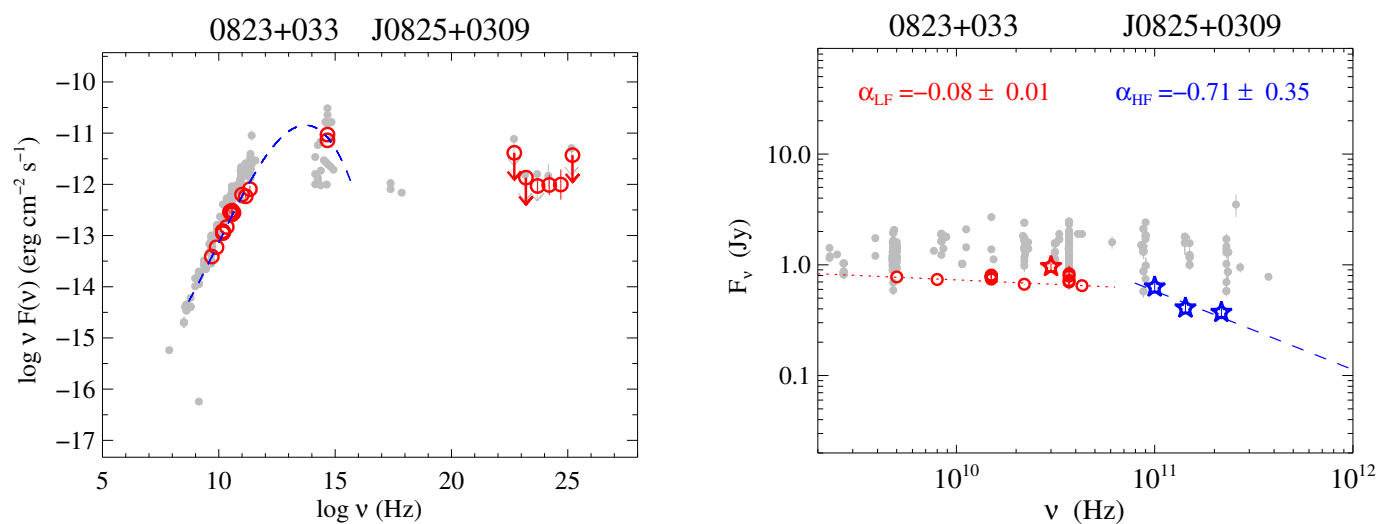 0823+033 J0825+0309
−10
−11
−12
−13
−14
−15
−16
−17
log ν F(ν) (erg cm⁻² s⁻¹)
5 10 15 20 25
log ν (Hz)
0823+033 J0825+0309
α_LF =−0.08 ± 0.01 α_HF =−0.71 ± 0.35
10.0
1.0
0.1
F_ν (Jy)
10¹⁰ 10¹¹ 10¹²
ν (Hz)